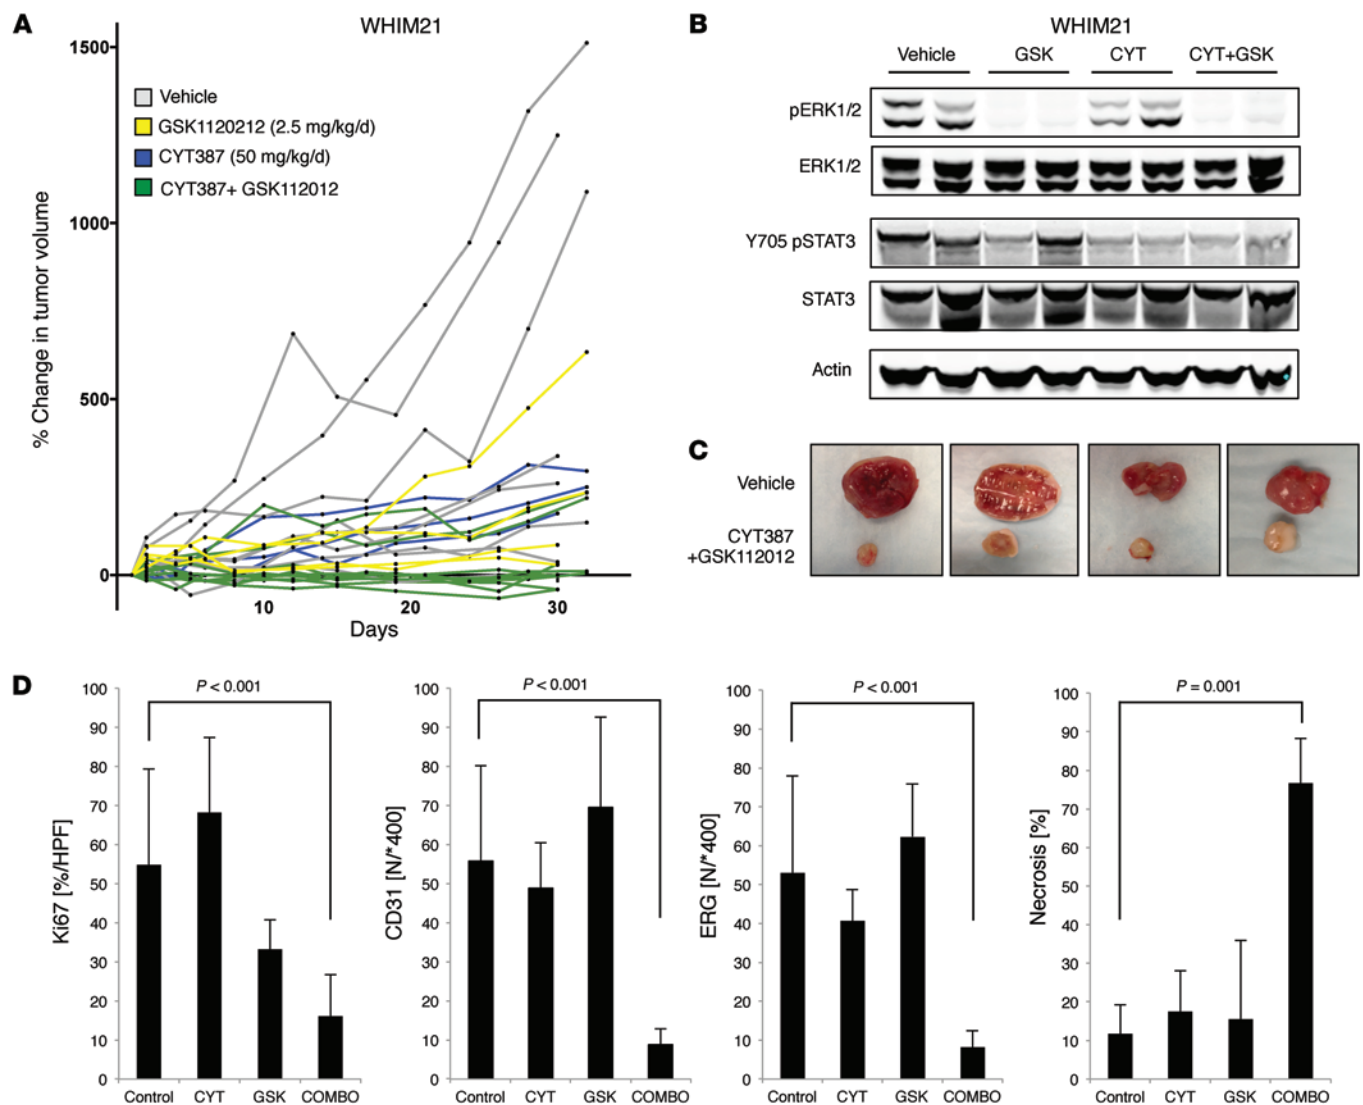 A
WHIM21
1500
1000
500
0
% Change in tumor volume
Vehicle
GSK1120212 (2.5 mg/kg/d)
CYT387 (50 mg/kg/d)
CYT387+ GSK112012
10 20 30
Days
B
WHIM21
Vehicle GSK CYT CYT+GSK
pERK1/2
ERK1/2
Y705 pSTAT3
STAT3
Actin
C
Vehicle
CYT387
+GSK112012
D
P < 0.001
Ki67 [%/HPF]
100
90
80
70
60
50
40
30
20
10
0
Control CYT GSK COMBO
P < 0.001
CD31 [N/*400]
100
90
80
70
60
50
40
30
20
10
0
Control CYT GSK COMBO
P < 0.001
ERG [N/*400]
100
90
80
70
60
50
40
30
20
10
0
Control CYT GSK COMBO
P = 0.001
Necrosis [%]
100
90
80
70
60
50
40
30
20
10
0
Control CYT GSK COMBO